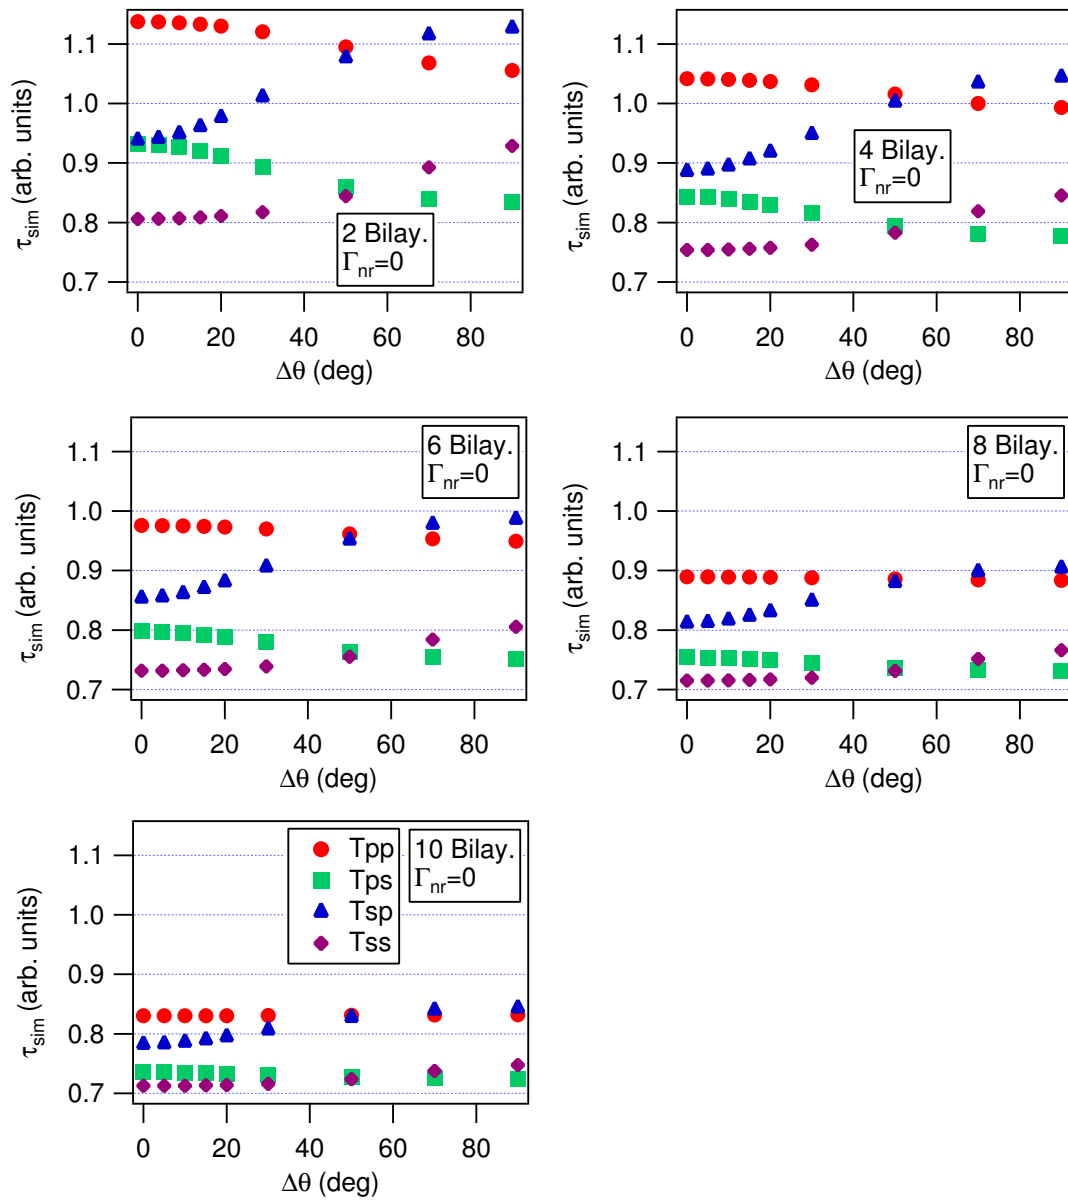 1.1
1.0
0.9
0.8
0.7
τsim (arb. units)
2 Bilay.
Γnr=0
0 20 40 60 80
Δθ (deg)
1.1
1.0
0.9
0.8
0.7
τsim (arb. units)
4 Bilay.
Γnr=0
0 20 40 60 80
Δθ (deg)
1.1
1.0
0.9
0.8
0.7
τsim (arb. units)
6 Bilay.
Γnr=0
0 20 40 60 80
Δθ (deg)
1.1
1.0
0.9
0.8
0.7
τsim (arb. units)
8 Bilay.
Γnr=0
0 20 40 60 80
Δθ (deg)
1.1
1.0
0.9
0.8
0.7
τsim (arb. units)
Tpp
Tps
Tsp
Tss
10 Bilay.
Γnr=0
0 20 40 60 80
Δθ (deg)